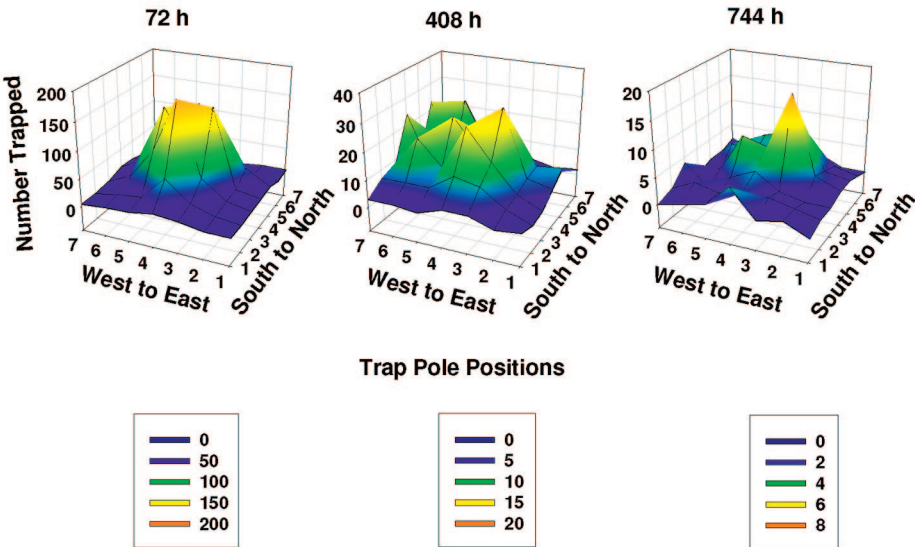 72 h
408 h
744 h
Number Trapped
200
150
100
50
0
7 6 5 4 3 2 1
1 2 3 4 5 6 7
West to East
South to North
40
30
20
10
0
7 6 5 4 3 2 1
1 2 3 4 5 6 7
West to East
South to North
20
15
10
5
0
7 6 5 4 3 2 1
1 2 3 4 5 6 7
West to East
South to North
Trap Pole Positions
0
50
100
150
200
0
5
10
15
20
0
2
4
6
8